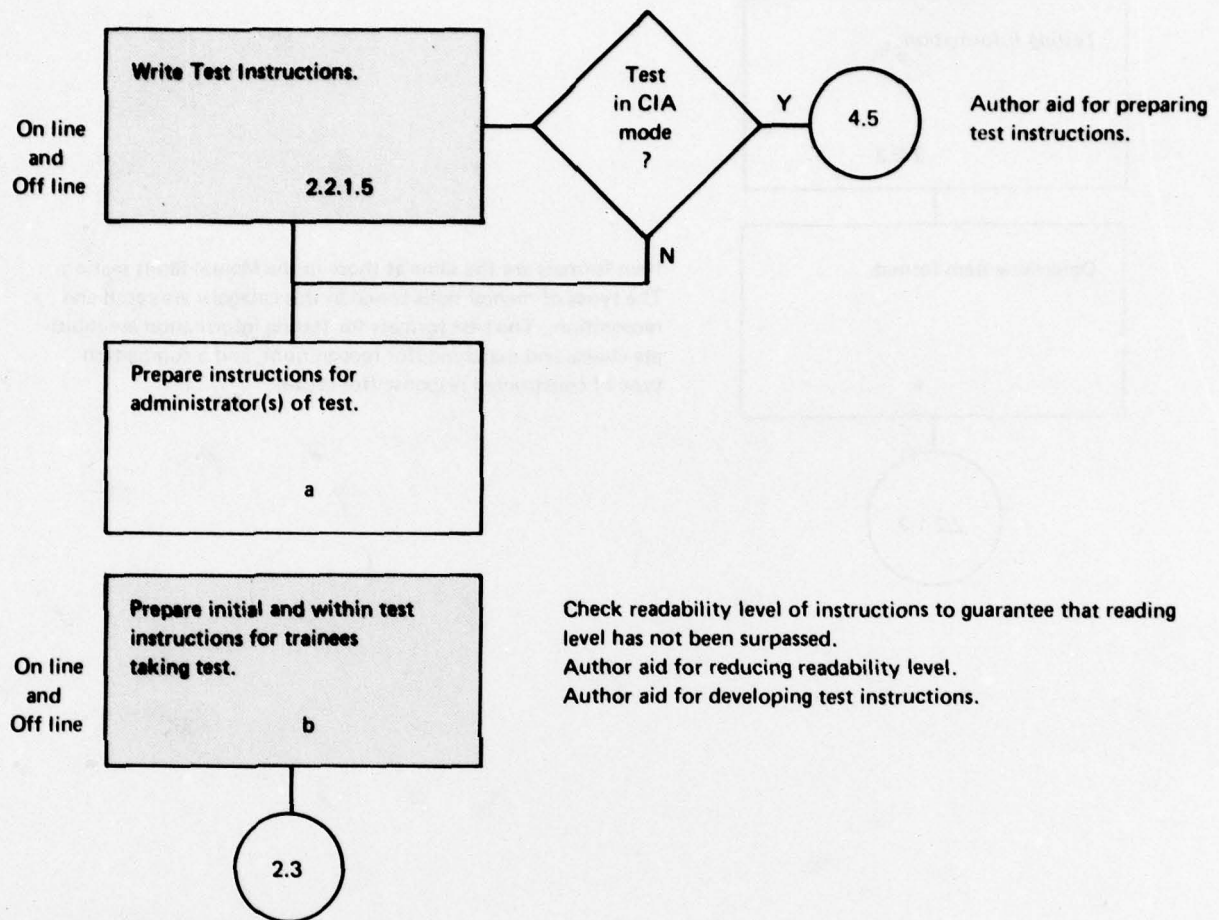 Write Test Instructions.
On line
and
Off line
2.2.1.5
Test
in CIA
mode
?
Y
4.5
Author aid for preparing
test instructions.
N
Prepare instructions for
administrator(s) of test.
a
Prepare initial and within test
instructions for trainees
taking test.
On line
and
Off line
b
Check readability level of instructions to guarantee that reading
level has not been surpassed.
Author aid for reducing readability level.
Author aid for developing test instructions.
2.3